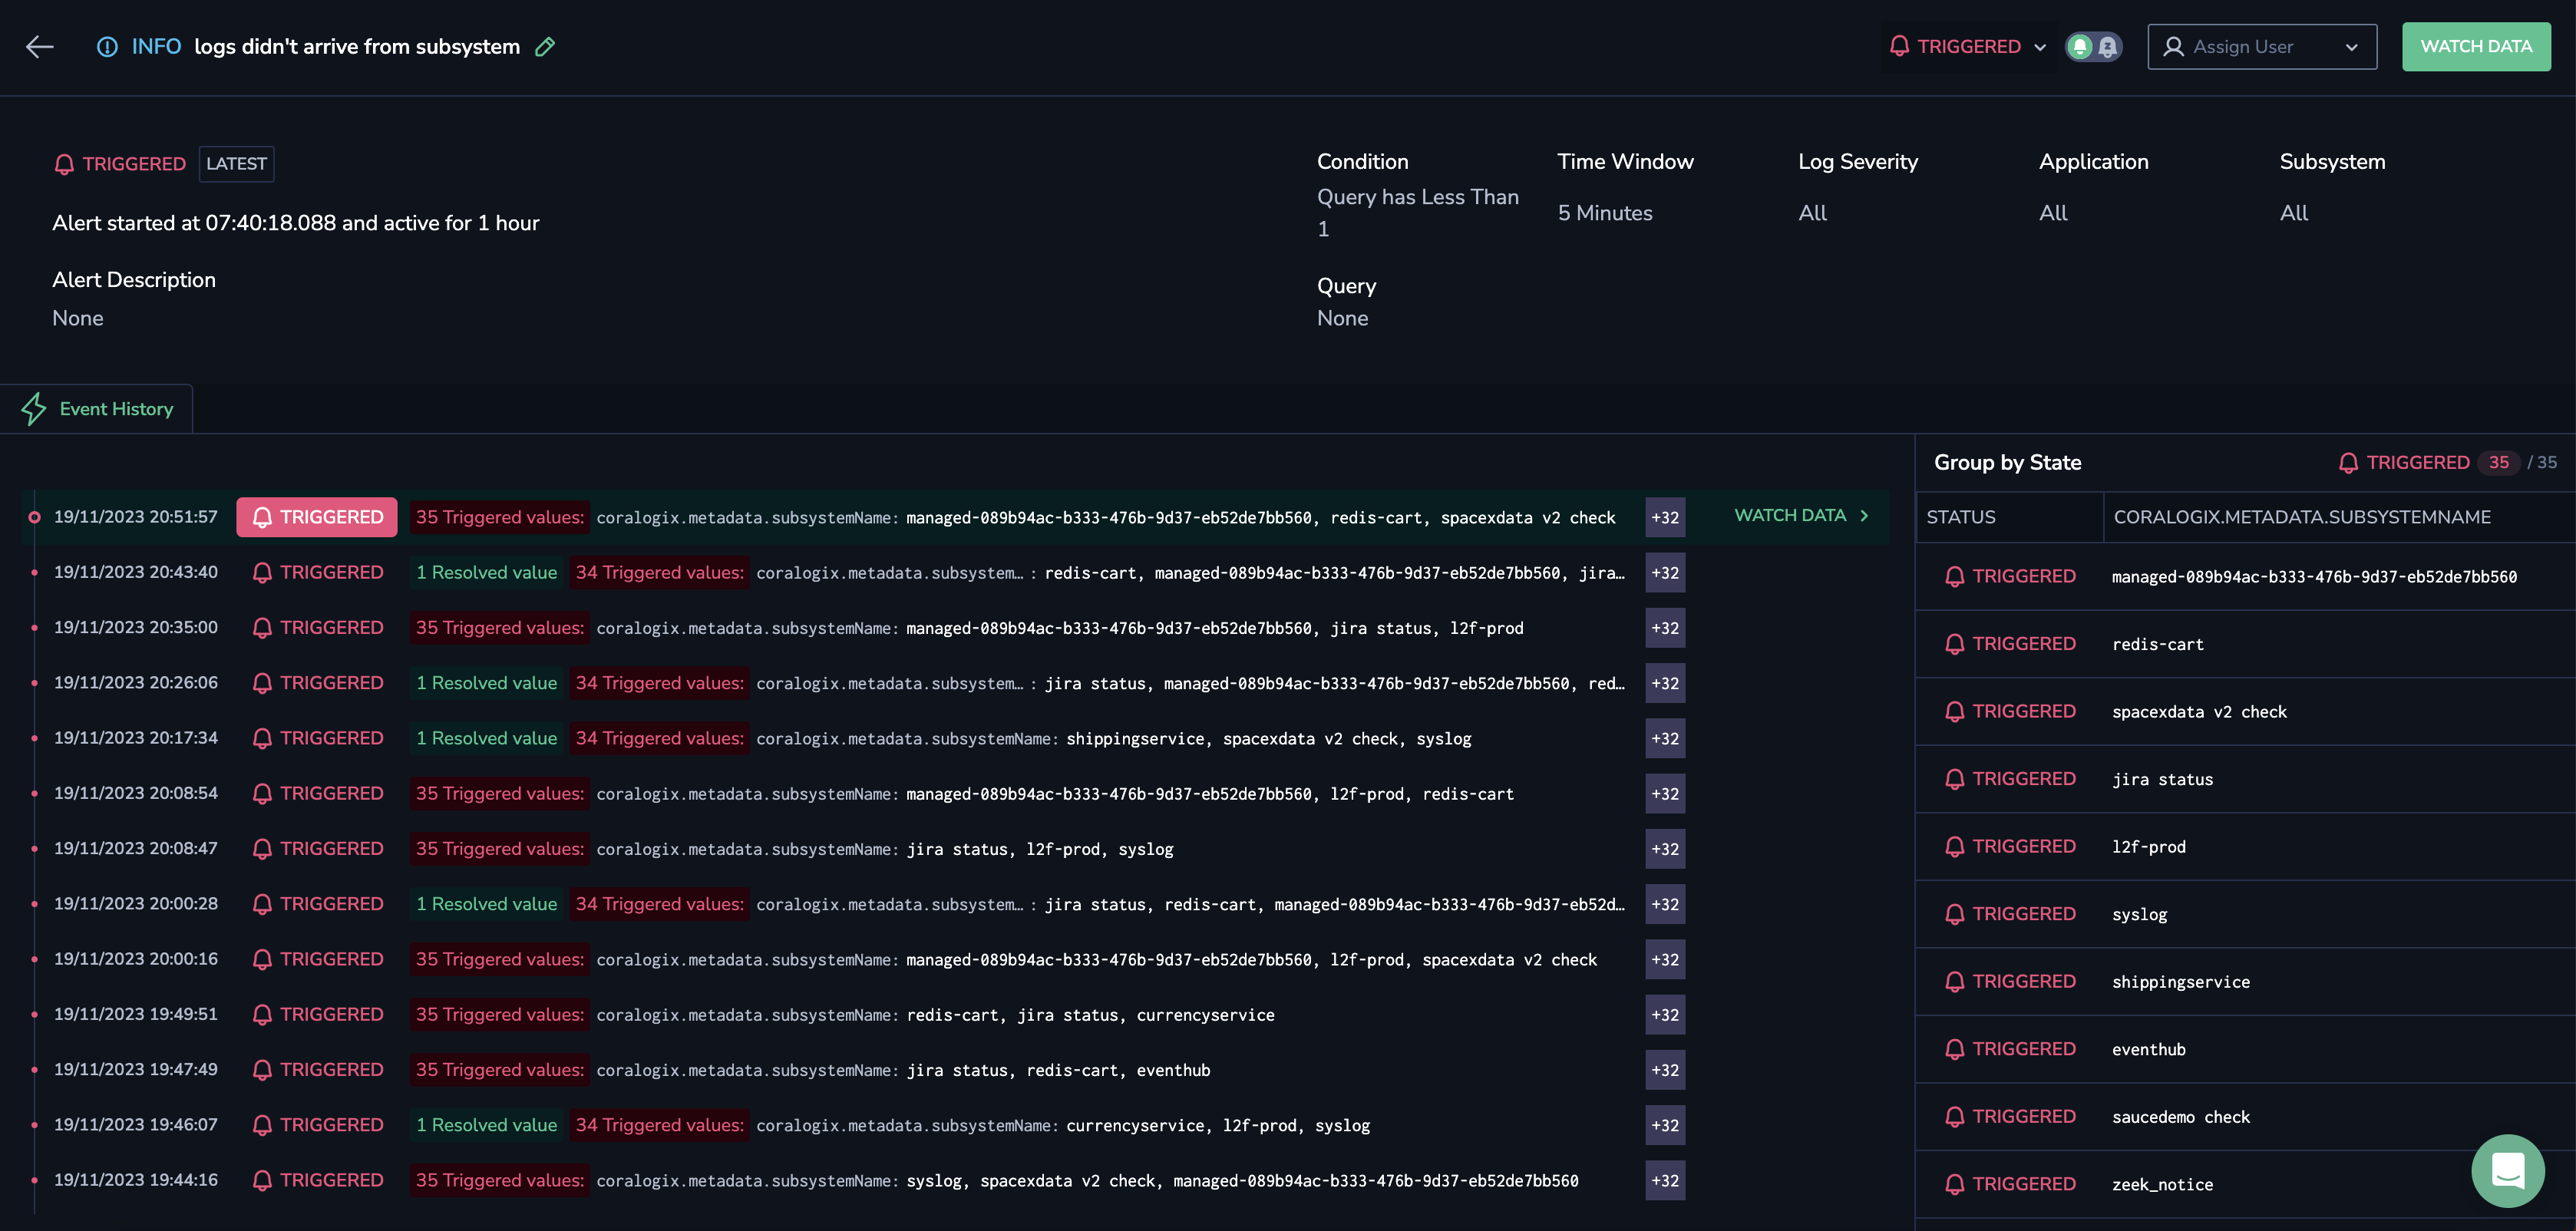 INFO logs didn't arrive from subsystem
TRIGGERED
Assign User
WATCH DATA
TRIGGERED LATEST
Alert started at 07:40:18.088 and active for 1 hour
Alert Description
None
Condition
Query has Less Than
1
Time Window
5 Minutes
Log Severity
All
Application
All
Subsystem
All
Query
None
Event History
19/11/2023 20:51:57 TRIGGERED 35 Triggered values: coralogix.metadata.subsystemName: managed-089b94ac-b333-476b-9d37-eb52de7bb560, redis-cart, spacexdata v2 check +32 WATCH DATA
19/11/2023 20:43:40 TRIGGERED 1 Resolved value 34 Triggered values: coralogix.metadata.subsystem… : redis-cart, managed-089b94ac-b333-476b-9d37-eb52de7bb560, jira… +32
19/11/2023 20:35:00 TRIGGERED 35 Triggered values: coralogix.metadata.subsystemName: managed-089b94ac-b333-476b-9d37-eb52de7bb560, jira status, l2f-prod +32
19/11/2023 20:26:06 TRIGGERED 1 Resolved value 34 Triggered values: coralogix.metadata.subsystem… : jira status, managed-089b94ac-b333-476b-9d37-eb52de7bb560, red… +32
19/11/2023 20:17:34 TRIGGERED 1 Resolved value 34 Triggered values: coralogix.metadata.subsystemName: shippingservice, spacexdata v2 check, syslog +32
19/11/2023 20:08:54 TRIGGERED 35 Triggered values: coralogix.metadata.subsystemName: managed-089b94ac-b333-476b-9d37-eb52de7bb560, l2f-prod, redis-cart +32
19/11/2023 20:08:47 TRIGGERED 35 Triggered values: coralogix.metadata.subsystemName: jira status, l2f-prod, syslog +32
19/11/2023 20:00:28 TRIGGERED 1 Resolved value 34 Triggered values: coralogix.metadata.subsystem… : jira status, redis-cart, managed-089b94ac-b333-476b-9d37-eb52d… +32
19/11/2023 20:00:16 TRIGGERED 35 Triggered values: coralogix.metadata.subsystemName: managed-089b94ac-b333-476b-9d37-eb52de7bb560, l2f-prod, spacexdata v2 check +32
19/11/2023 19:49:51 TRIGGERED 35 Triggered values: coralogix.metadata.subsystemName: redis-cart, jira status, currencyservice +32
19/11/2023 19:47:49 TRIGGERED 35 Triggered values: coralogix.metadata.subsystemName: jira status, redis-cart, eventhub +32
19/11/2023 19:46:07 TRIGGERED 1 Resolved value 34 Triggered values: coralogix.metadata.subsystemName: currencyservice, l2f-prod, syslog +32
19/11/2023 19:44:16 TRIGGERED 35 Triggered values: coralogix.metadata.subsystemName: syslog, spacexdata v2 check, managed-089b94ac-b333-476b-9d37-eb52de7bb560 +32
Group by State TRIGGERED 35 / 35
STATUS CORALOGIX.METADATA.SUBSYSTEMNAME
TRIGGERED managed-089b94ac-b333-476b-9d37-eb52de7bb560
TRIGGERED redis-cart
TRIGGERED spacexdata v2 check
TRIGGERED jira status
TRIGGERED l2f-prod
TRIGGERED syslog
TRIGGERED shippingservice
TRIGGERED eventhub
TRIGGERED saucedemo check
TRIGGERED zeek_notice